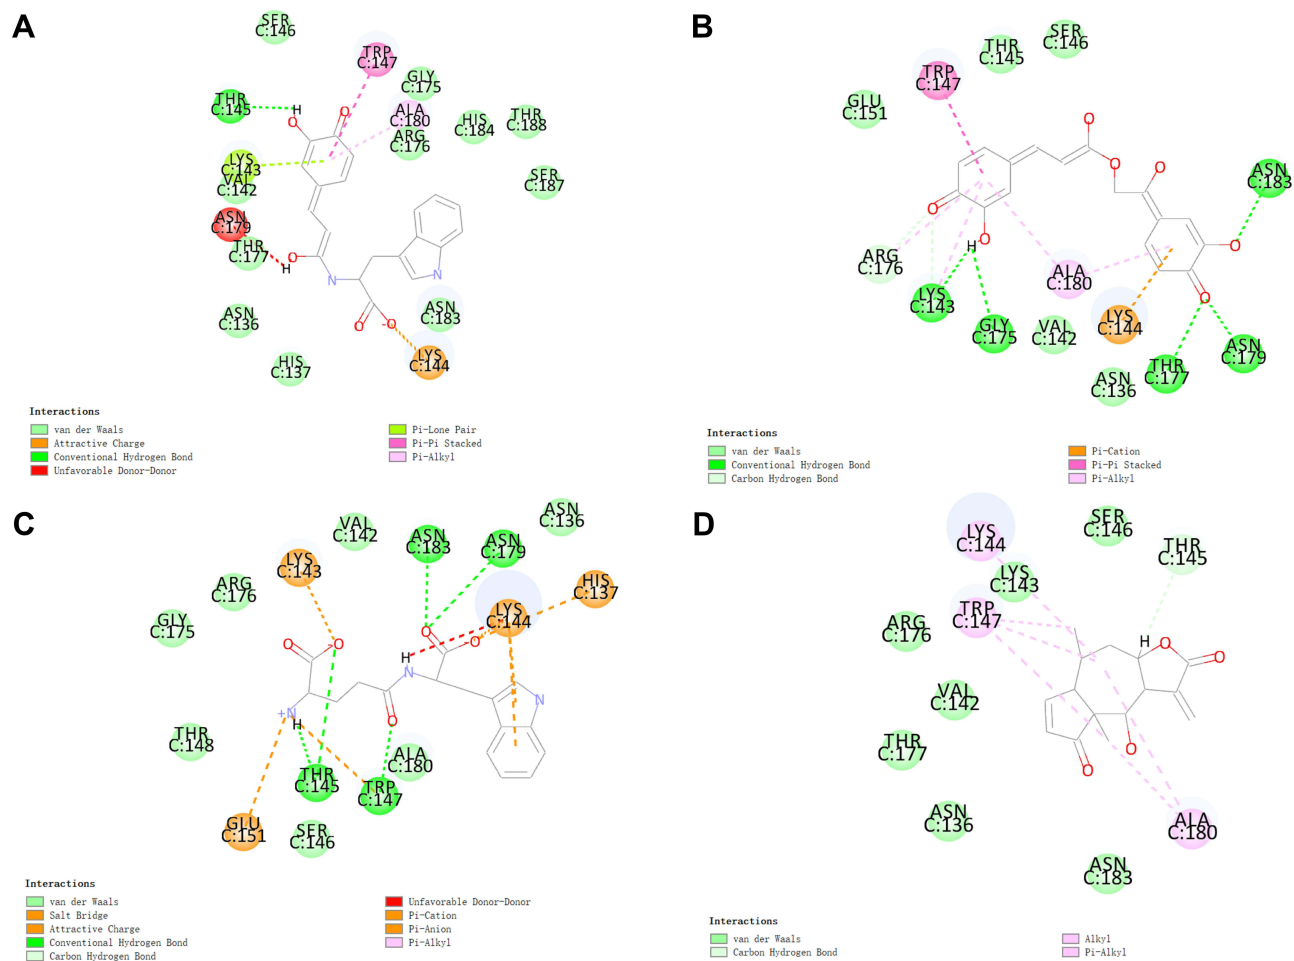 A
SER
C:146
TRP
C:147
GLY
C:175
THR
C:145
H
O
O
ALA
C:180
ARG
C:176
HIS
C:184
THR
C:188
LYS
C:143
VAL
C:142
SER
C:187
ASN
C:179
THR
C:177
O
H
N
N
ASN
C:136
O
O
ASN
C:183
HIS
C:137
LYS
C:144
Interactions
van der Waals
Attractive Charge
Conventional Hydrogen Bond
Unfavorable Donor-Donor
Pi-Lone Pair
Pi-Pi Stacked
Pi-Alkyl
B
THR
C:145
SER
C:146
TRP
C:147
GLU
C:151
O
O
O
ASN
C:183
O
O
H
O
O
ARG
C:176
ALA
C:180
LYS
C:143
GLY
C:175
VAL
C:142
LYS
C:144
ASN
C:179
THR
C:177
ASN
C:136
Interactions
van der Waals
Conventional Hydrogen Bond
Carbon Hydrogen Bond
Pi-Cation
Pi-Pi Stacked
Pi-Alkyl
C
VAL
C:142
ASN
C:183
ASN
C:179
ASN
C:136
LYS
C:143
HIS
C:137
ARG
C:176
LYS
C:144
GLY
C:175
O
O
O
O
H
N
N
+N
H
O
THR
C:148
ALA
C:180
THR
C:145
TRP
C:147
GLU
C:151
SER
C:146
Interactions
van der Waals
Salt Bridge
Attractive Charge
Conventional Hydrogen Bond
Carbon Hydrogen Bond
Unfavorable Donor-Donor
Pi-Cation
Pi-Anion
Pi-Alkyl
D
LYS
C:144
SER
C:146
THR
C:145
LYS
C:143
TRP
C:147
ARG
C:176
H
O
O
VAL
C:142
THR
C:177
O
O
ASN
C:136
ALA
C:180
ASN
C:183
Interactions
van der Waals
Carbon Hydrogen Bond
Alkyl
Pi-Alkyl